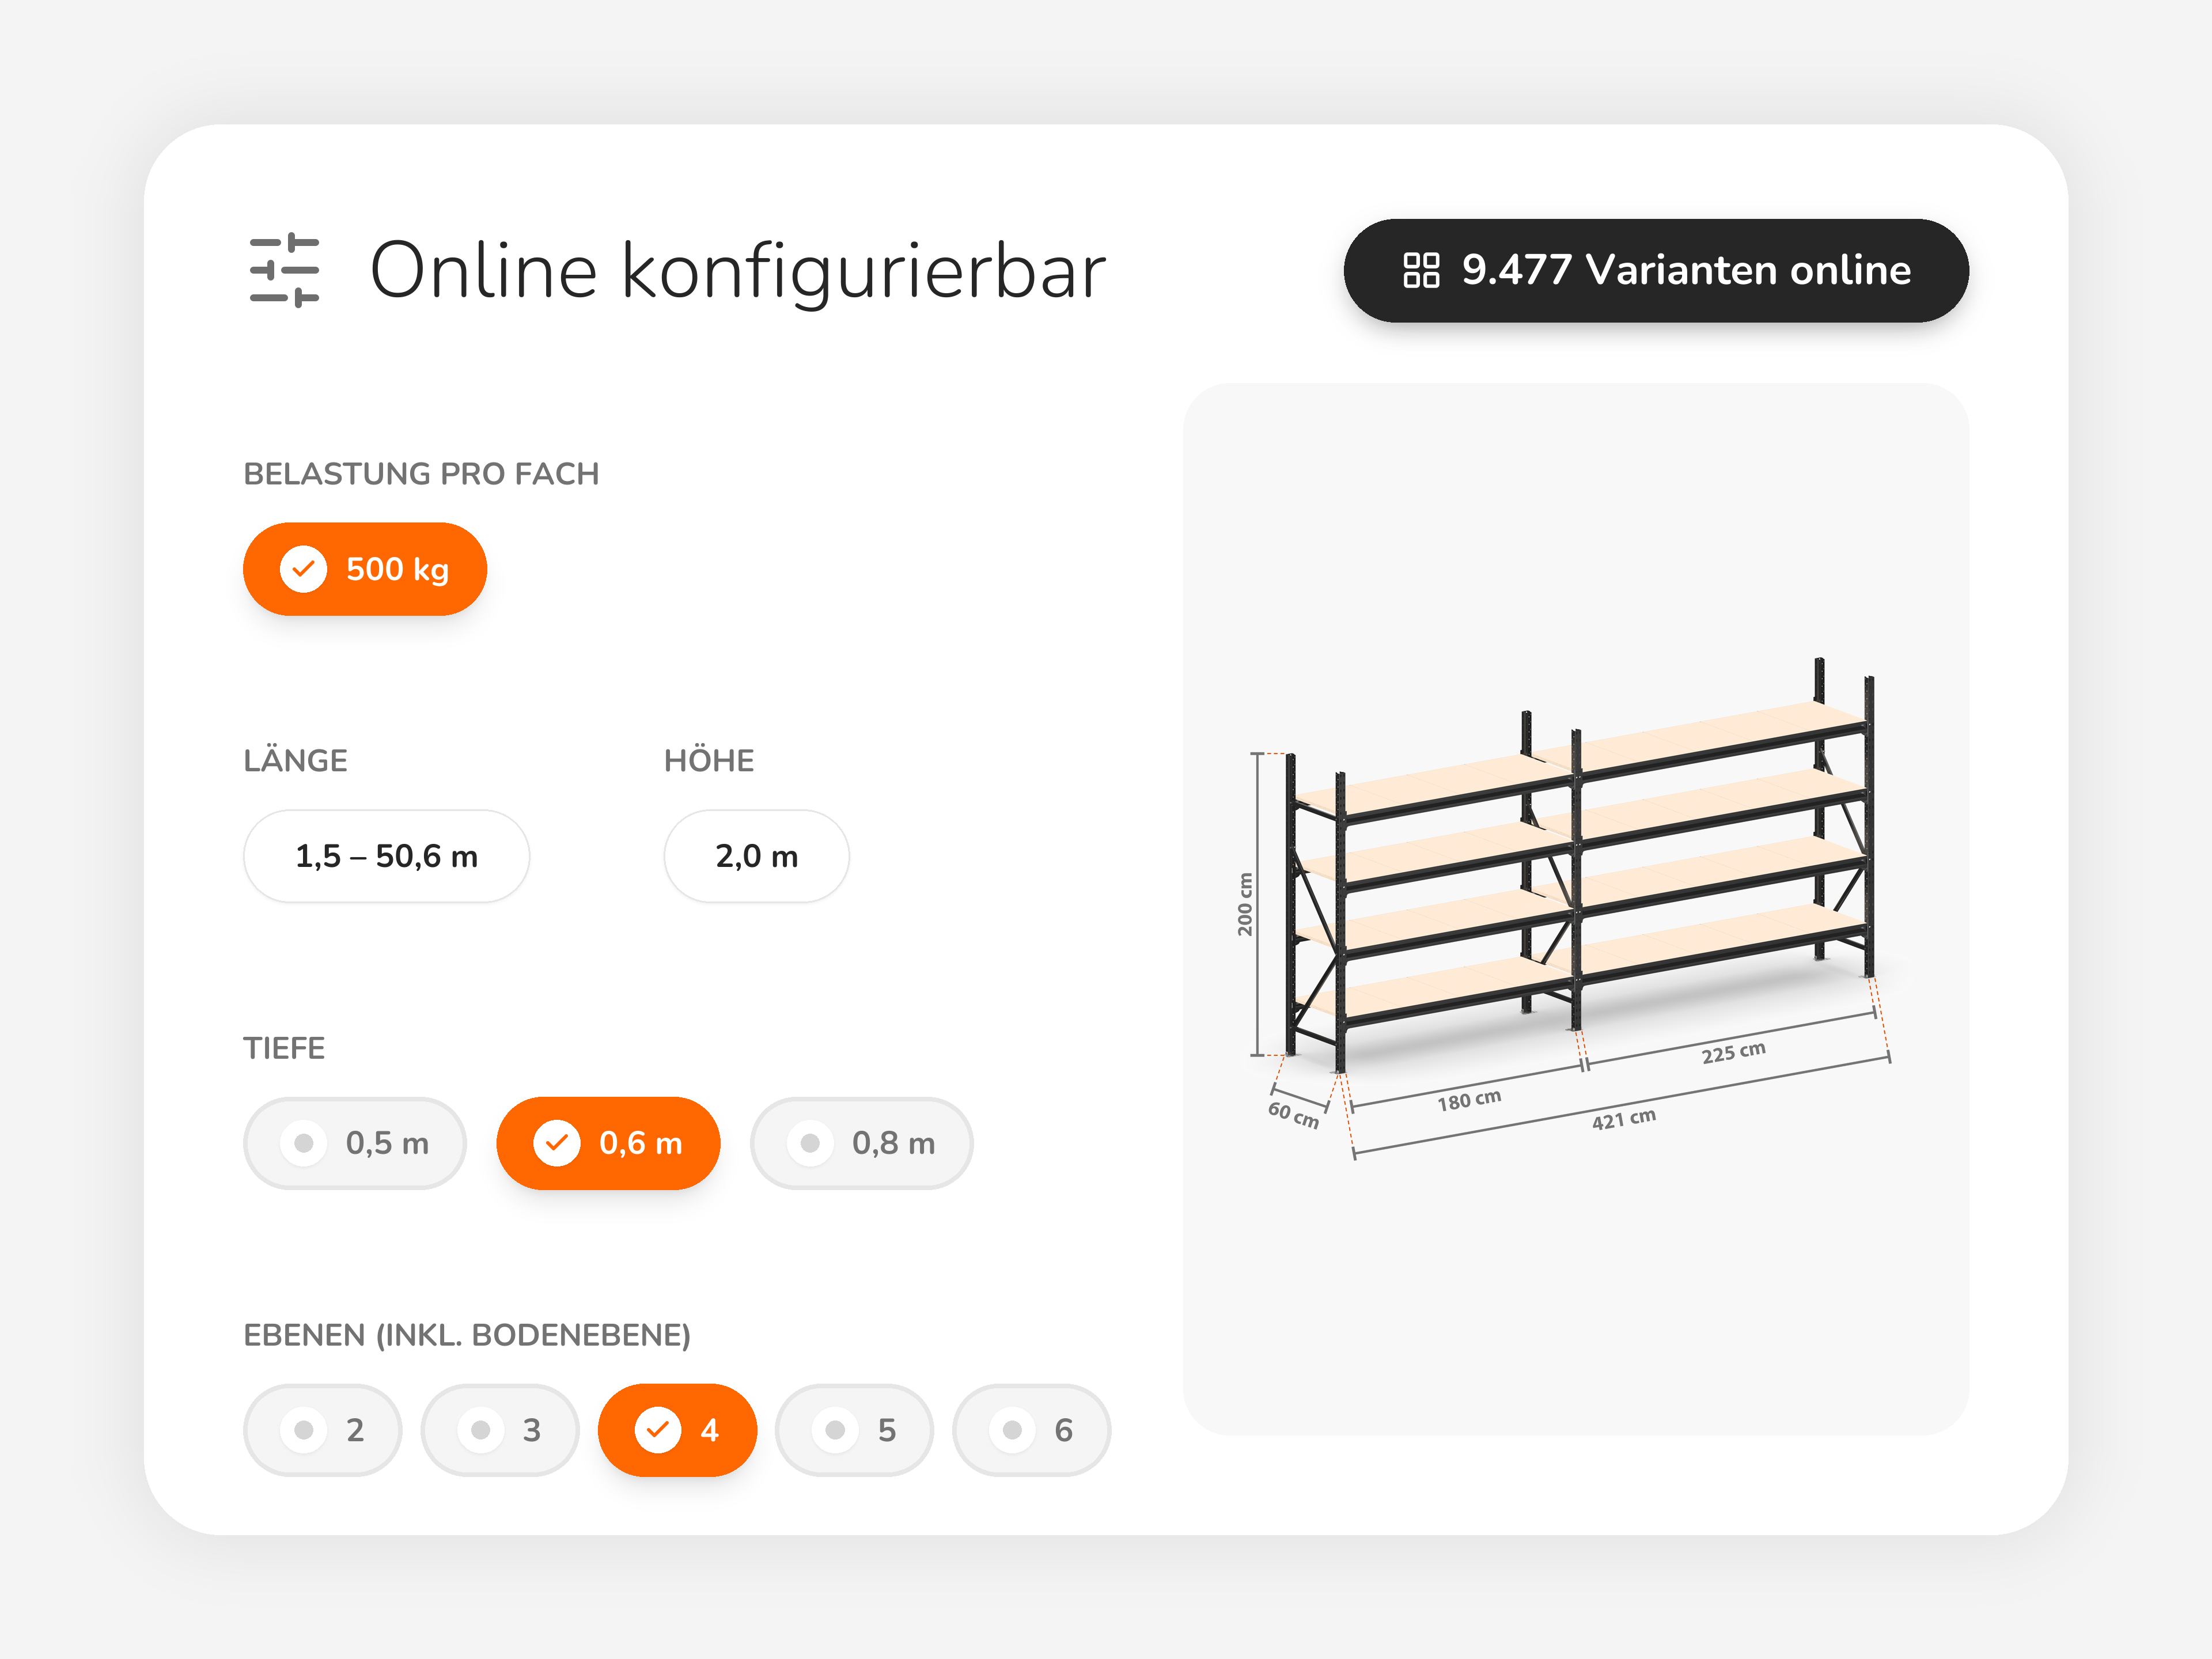 Online konfigurierbar
9.477 Varianten online
BELASTUNG PRO FACH
500 kg
LÄNGE
HÖHE
1,5 – 50,6 m
2,0 m
TIEFE
0,5 m
0,6 m
0,8 m
EBENEN (INKL. BODENEBENE)
2
3
4
5
6
200 cm
60 cm
180 cm
225 cm
421 cm